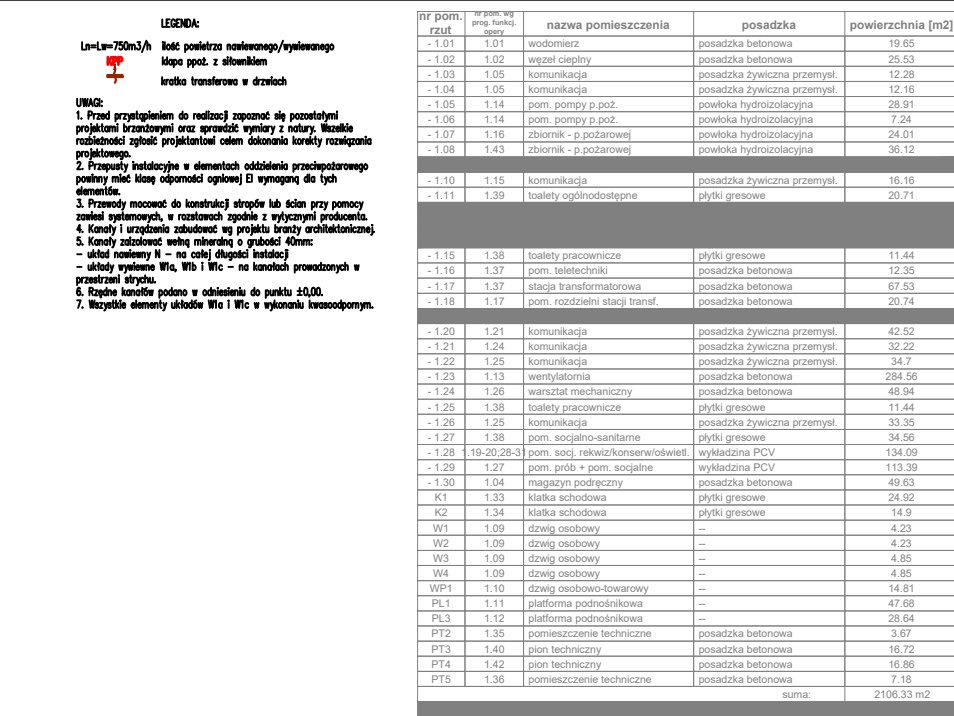 LEGENDA:
Ln=Lw=750m3/h ilość powietrza nawiewanego/wywiewanego
KPP klapa ppoż. z siłownikiem
kratka transferowa w drzwiach
UWAGI:
1. Przed przystąpieniem do realizacji zapoznać się pozostałymi
projektami branżowymi oraz sprawdzić wymiary z natury. Wszelkie
rozbieżności zgłosić projektantowi celem dokonania korekty rozwiązania
projektowego.
2. Przepusty instalacyjne w elementach oddzielenia przeciwpożarowego
powinny mieć klasę odporności ogniowej EI wymaganą dla tych
elementów.
3. Przewody mocować do konstrukcji stropów lub ścian przy pomocy
zawiesi systemowych, w rozstawach zgodnie z wytycznymi producenta.
4. Kanały i urządzenia zabudować wg projektu branży architektonicznej.
5. Kanały zaizolować wełną mineralną o grubości 40mm:
– układ nawiewny N – na całej długości instalacji
– układy wywiewne W1a, W1b i W1c – na kanałach prowadzonych w
przestrzeni strychu.
6. Rzędne kanałów podano w odniesieniu do punktu ±0,00.
7. Wszystkie elementy układów W1a i W1c w wykonaniu kwasoodpornym.
nr pom. rzut nr pom. wg prog. funkcj. opery nazwa pomieszczenia posadzka powierzchnia [m2]
- 1.01 1.01 wodomierz posadzka betonowa 19.65
- 1.02 1.02 węzeł cieplny posadzka betonowa 25.53
- 1.03 1.05 komunikacja posadzka żywiczna przemysł. 12.28
- 1.04 1.05 komunikacja posadzka żywiczna przemysł. 12.16
- 1.05 1.14 pom. pompy p.poż. powłoka hydroizolacyjna 28.91
- 1.06 1.14 pom. pompy p.poż. powłoka hydroizolacyjna 7.24
- 1.07 1.16 zbiornik - p.pożarowej powłoka hydroizolacyjna 24.01
- 1.08 1.43 zbiornik - p.pożarowej powłoka hydroizolacyjna 36.12
- 1.10 1.15 komunikacja posadzka żywiczna przemysł. 16.16
- 1.11 1.39 toalety ogólnodostępne płytki gresowe 20.71
- 1.15 1.38 toalety pracownicze płytki gresowe 11.44
- 1.16 1.37 pom. teletechniki posadzka betonowa 12.35
- 1.17 1.37 stacja transformatorowa posadzka betonowa 67.53
- 1.18 1.17 pom. rozdzielni stacji transf. posadzka betonowa 20.74
- 1.20 1.21 komunikacja posadzka żywiczna przemysł. 42.52
- 1.21 1.24 komunikacja posadzka żywiczna przemysł. 32.22
- 1.22 1.25 komunikacja posadzka żywiczna przemysł. 34.7
- 1.23 1.13 wentylatornia posadzka betonowa 284.56
- 1.24 1.26 warsztat mechaniczny posadzka betonowa 48.94
- 1.25 1.38 toalety pracownicze płytki gresowe 11.44
- 1.26 1.25 komunikacja posadzka żywiczna przemysł. 33.35
- 1.27 1.38 pom. socjalno-sanitarne płytki gresowe 34.56
- 1.28 1.19-20;28-31 pom. socj. rekwiz/konserw/oświetl. wykładzina PCV 134.09
- 1.29 1.27 pom. prób + pom. socjalne wykładzina PCV 113.39
- 1.30 1.04 magazyn podręczny posadzka betonowa 49.63
K1 1.33 klatka schodowa płytki gresowe 24.92
K2 1.34 klatka schodowa płytki gresowe 14.9
W1 1.09 dzwig osobowy -- 4.23
W2 1.09 dzwig osobowy -- 4.23
W3 1.09 dzwig osobowy -- 4.85
W4 1.09 dzwig osobowy -- 4.85
WP1 1.10 dzwig osobowo-towarowy -- 14.81
PL1 1.11 platforma podnośnikowa -- 47.68
PL3 1.12 platforma podnośnikowa -- 28.64
PT2 1.35 pomieszczenie techniczne posadzka betonowa 3.67
PT3 1.40 pion techniczny posadzka betonowa 16.72
PT4 1.42 pion techniczny posadzka betonowa 16.86
PT5 1.36 pomieszczenie techniczne posadzka betonowa 7.18
suma: 2106.33 m2